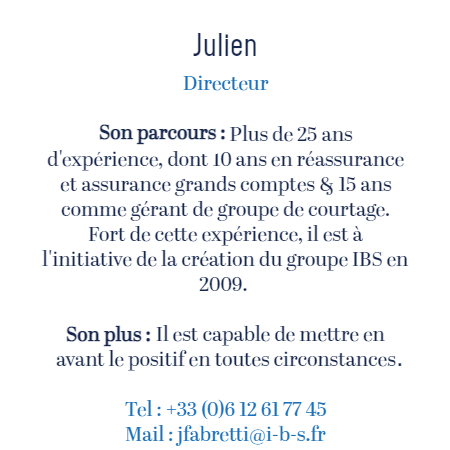 Julien
Directeur
Son parcours : Plus de 25 ans
d'expérience, dont 10 ans en réassurance
et assurance grands comptes & 15 ans
comme gérant de groupe de courtage.
Fort de cette expérience, il est à
l'initiative de la création du groupe IBS en
2009.
Son plus : Il est capable de mettre en
avant le positif en toutes circonstances.
Tel : +33 (0)6 12 61 77 45
Mail : jfabretti@i-b-s.fr